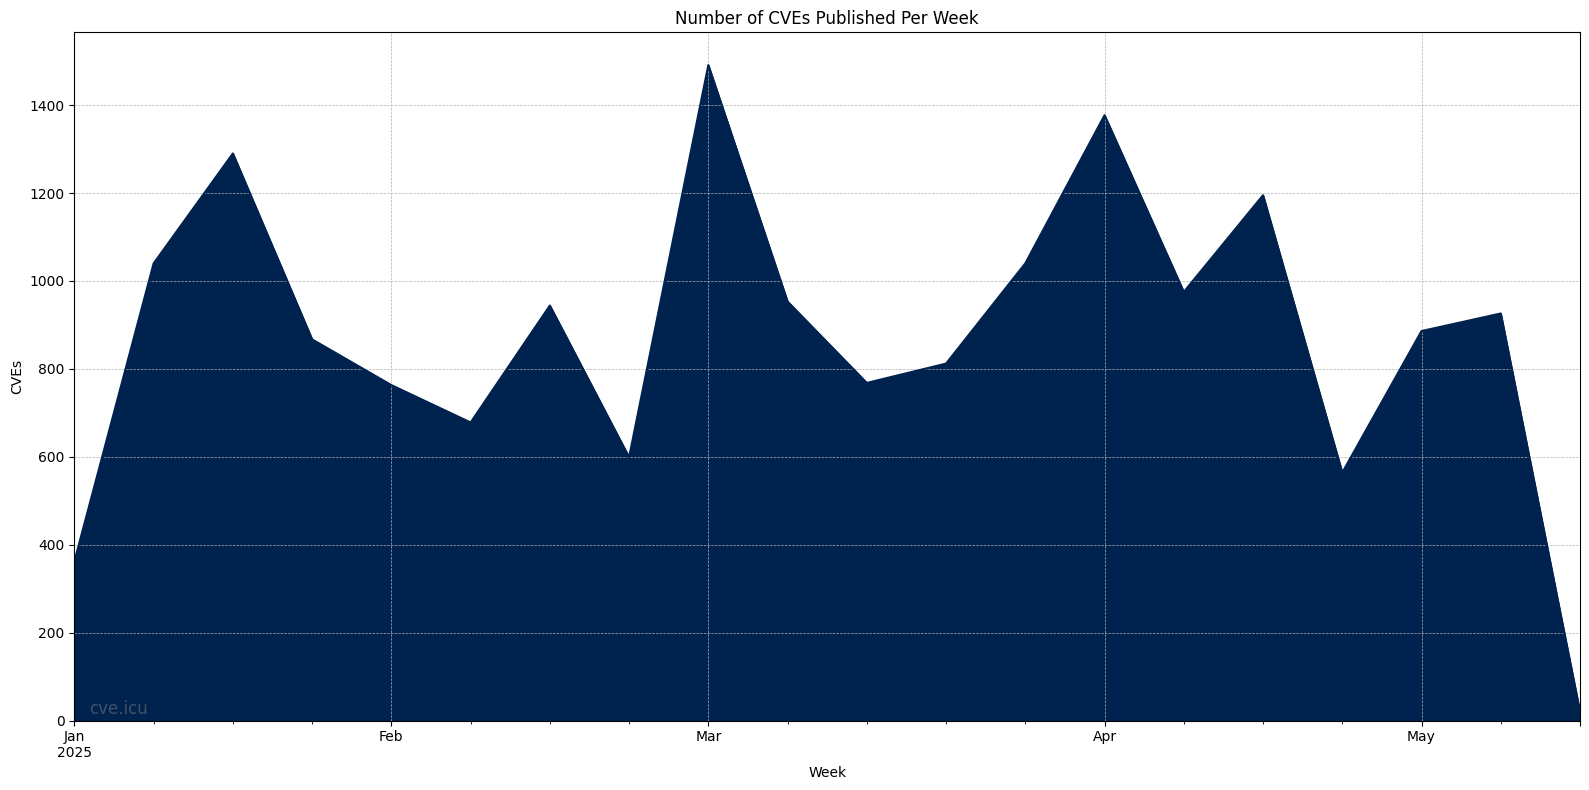 Number of CVEs Published Per Week
1400
1200
1000
800
600
400
200
0
CVEs
cve.icu
Jan
2025
Feb
Mar
Apr
May
Week